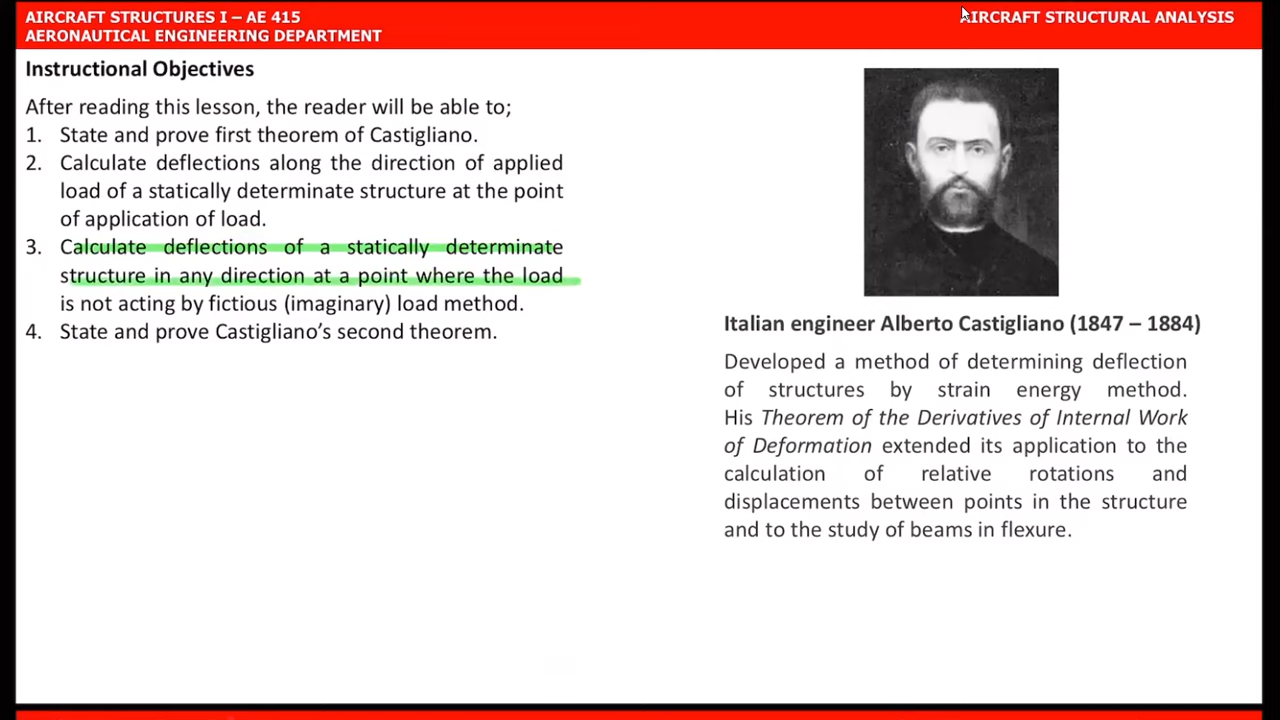 AIRCRAFT STRUCTURES I – AE 415
AERONAUTICAL ENGINEERING DEPARTMENT
AIRCRAFT STRUCTURAL ANALYSIS
Instructional Objectives
After reading this lesson, the reader will be able to;
1. State and prove first theorem of Castigliano.
2. Calculate deflections along the direction of applied
load of a statically determinate structure at the point
of application of load.
3. Calculate deflections of a statically determinate
structure in any direction at a point where the load
is not acting by fictious (imaginary) load method.
4. State and prove Castigliano’s second theorem.
Italian engineer Alberto Castigliano (1847 – 1884)
Developed a method of determining deflection
of structures by strain energy method.
His Theorem of the Derivatives of Internal Work
of Deformation extended its application to the
calculation of relative rotations and
displacements between points in the structure
and to the study of beams in flexure.